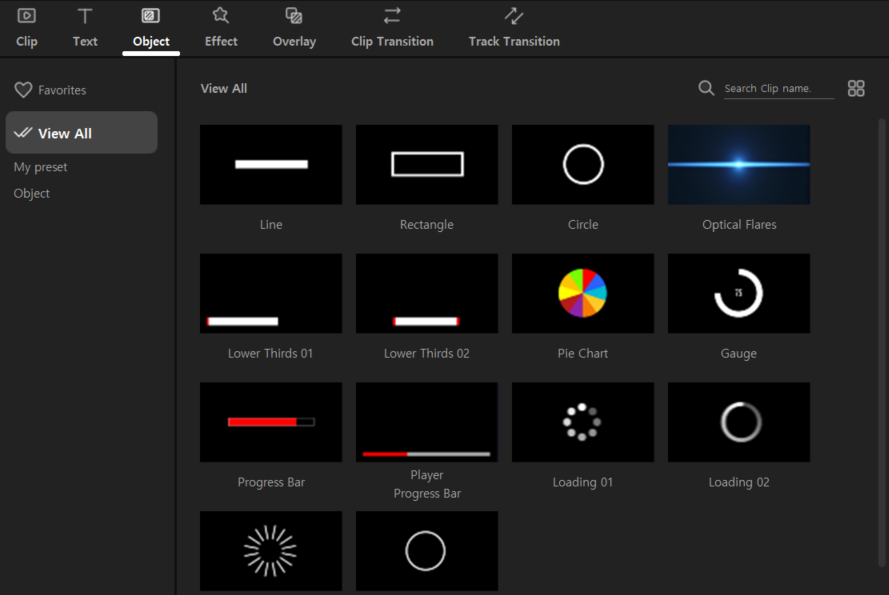 Clip
Text
Object
Effect
Overlay
Clip Transition
Track Transition
Favorites
View All
My preset
Object
View All
Search Clip name.
Line
Rectangle
Circle
Optical Flares
75
Lower Thirds 01
Lower Thirds 02
Pie Chart
Gauge
Progress Bar
Player
Progress Bar
Loading 01
Loading 02